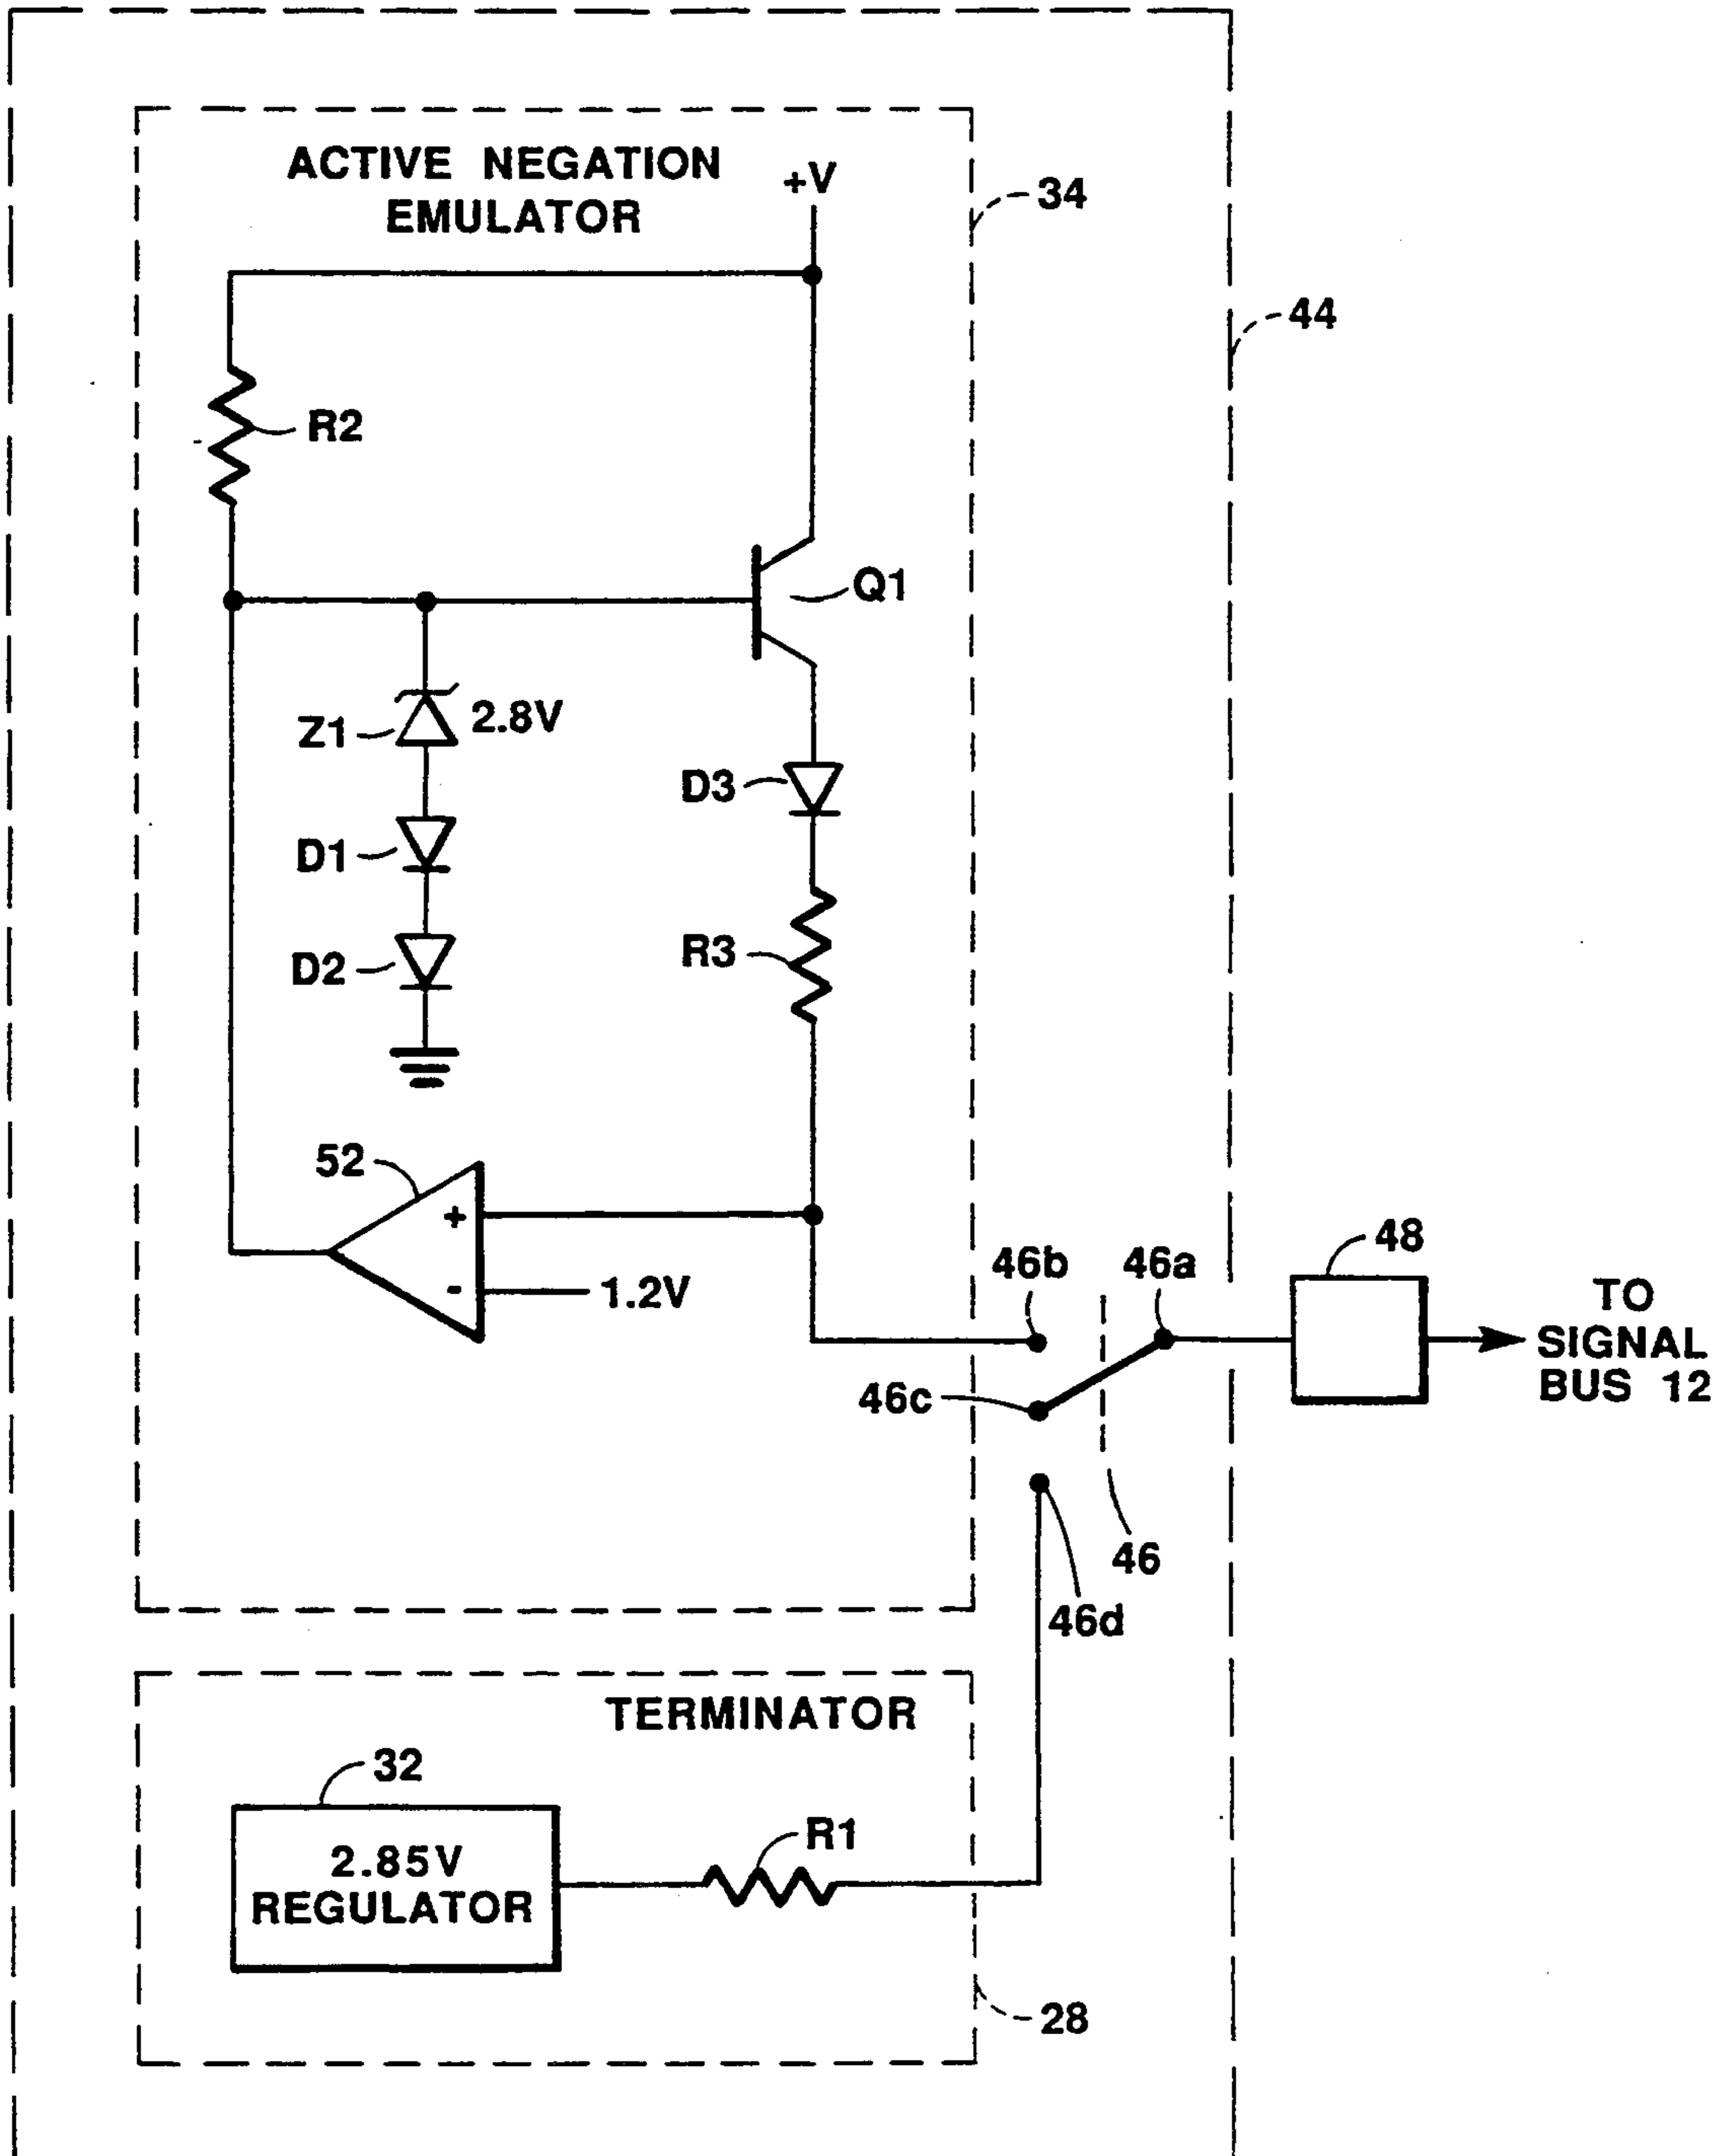 ACTIVE NEGATION
EMULATOR
+V
34
44
R2
Q1
Z1
2.8V
D3
D1
D2
R3
52
+
-
1.2V
46b
46a
48
TO
SIGNAL
BUS 12
46c
46
46d
TERMINATOR
32
2.85V
REGULATOR
R1
28